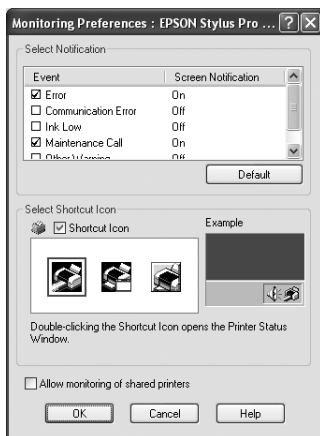 Monitoring Preferences : EPSON Stylus Pro ...
Select Notification
Event Screen Notification
Error On
Communication Error Off
Ink Low Off
Maintenance Call On
Other Warning Off
Default
Select Shortcut Icon
Shortcut Icon
Example
Double-clicking the Shortcut Icon opens the Printer Status
Window.
Allow monitoring of shared printers
OK Cancel Help